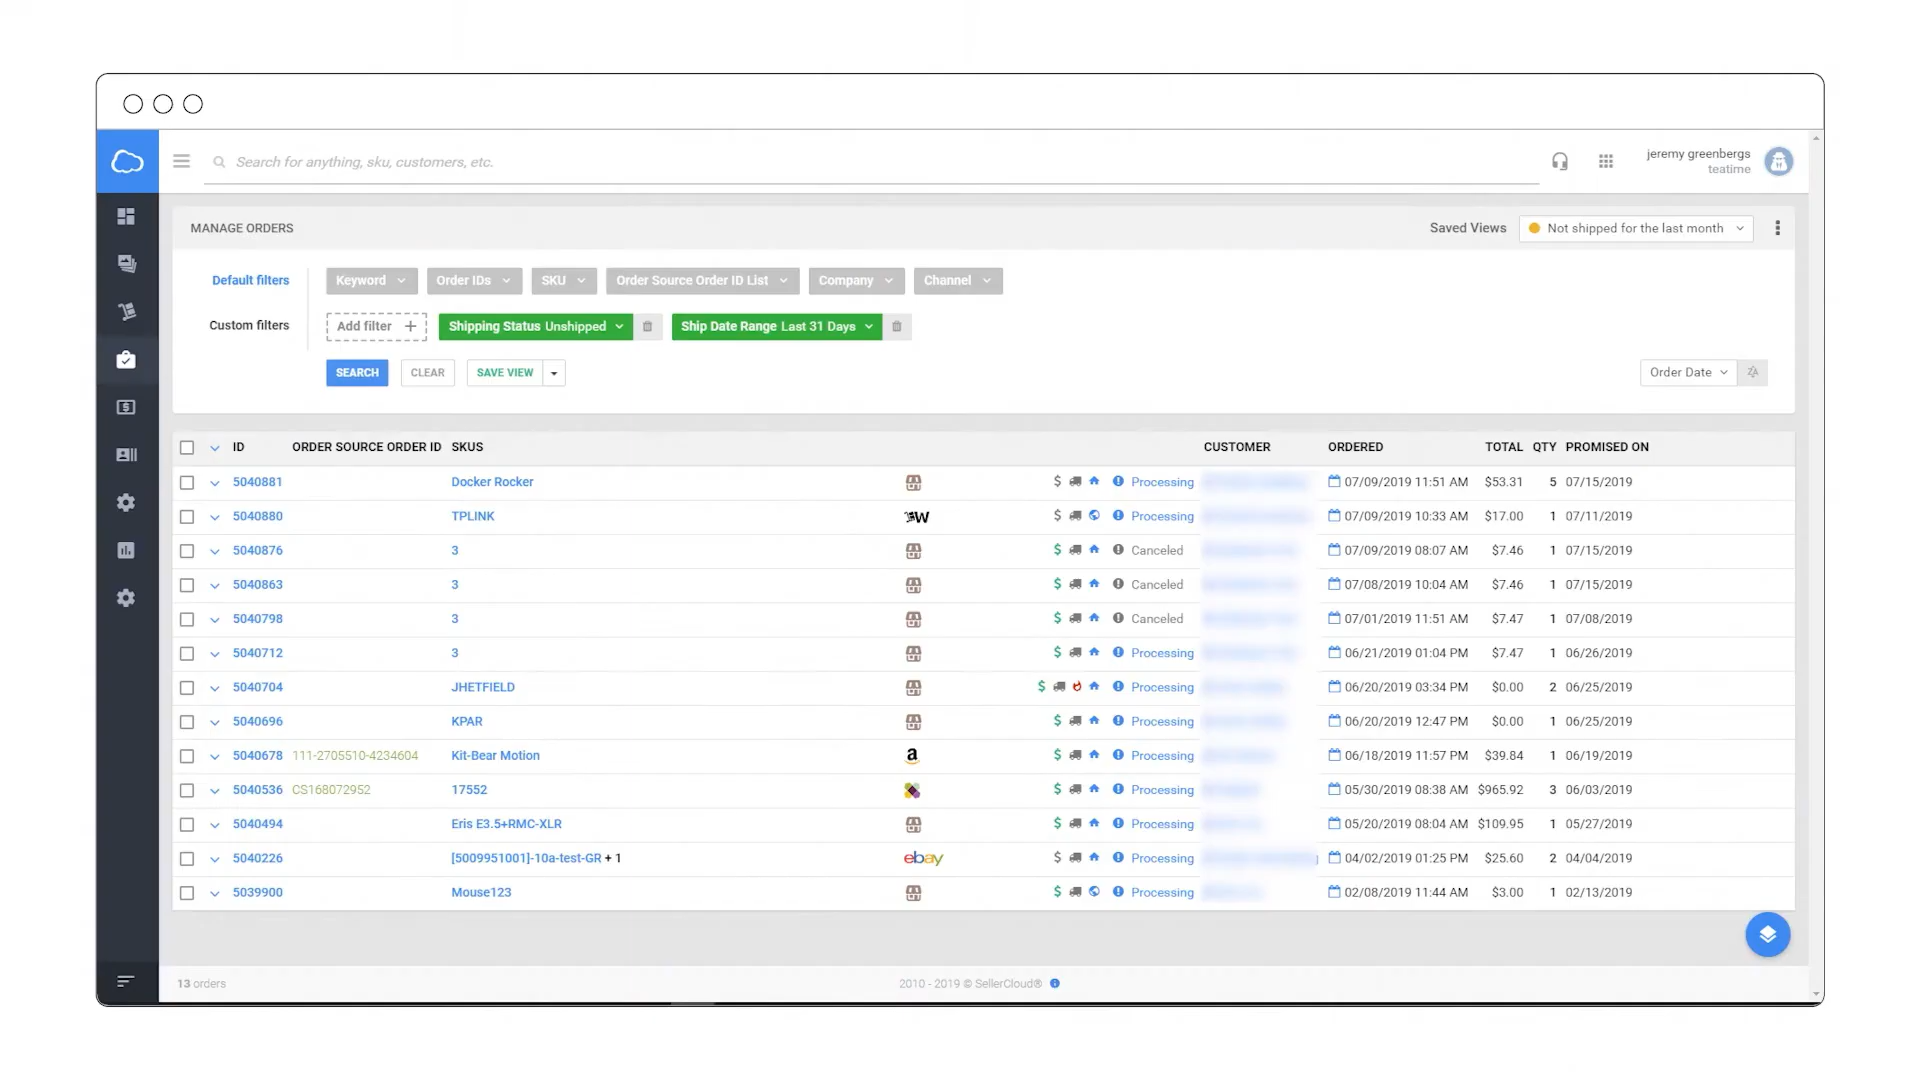 Search for anything, sku, customers, etc.
jeremy greenbergs
teatime
MANAGE ORDERS
Saved Views
Not shipped for the last month
Default filters
Keyword
Order IDs
SKU
Order Source Order ID List
Company
Channel
Custom filters
Add filter +
Shipping Status Unshipped
Ship Date Range Last 31 Days
SEARCH
CLEAR
SAVE VIEW
Order Date
ID ORDER SOURCE ORDER ID SKUS CUSTOMER ORDERED TOTAL QTY PROMISED ON
5040881 Docker Rocker $ Processing 07/09/2019 11:51 AM $53.31 5 07/15/2019
5040880 TPLINK W $ Processing 07/09/2019 10:33 AM $17.00 1 07/11/2019
5040876 3 $ Canceled 07/09/2019 08:07 AM $7.46 1 07/15/2019
5040863 3 $ Canceled 07/08/2019 10:04 AM $7.46 1 07/15/2019
5040798 3 $ Canceled 07/01/2019 11:51 AM $7.47 1 07/08/2019
5040712 3 $ Processing 06/21/2019 01:04 PM $7.47 1 06/26/2019
5040704 JHETFIELD $ Processing 06/20/2019 03:34 PM $0.00 2 06/25/2019
5040696 KPAR $ Processing 06/20/2019 12:47 PM $0.00 1 06/25/2019
5040678 111-2705510-4234604 Kit-Bear Motion a $ Processing 06/18/2019 11:57 PM $39.84 1 06/19/2019
5040536 CS168072952 17552 $ Processing 05/30/2019 08:38 AM $965.92 3 06/03/2019
5040494 Eris E3.5+RMC-XLR $ Processing 05/20/2019 08:04 AM $109.95 1 05/27/2019
5040226 [5009951001]-10a-test-GR + 1 ebay $ Processing 04/02/2019 01:25 PM $25.60 2 04/04/2019
5039900 Mouse123 $ Processing 02/08/2019 11:44 AM $3.00 1 02/13/2019
13 orders
2010 - 2019 © SellerCloud®